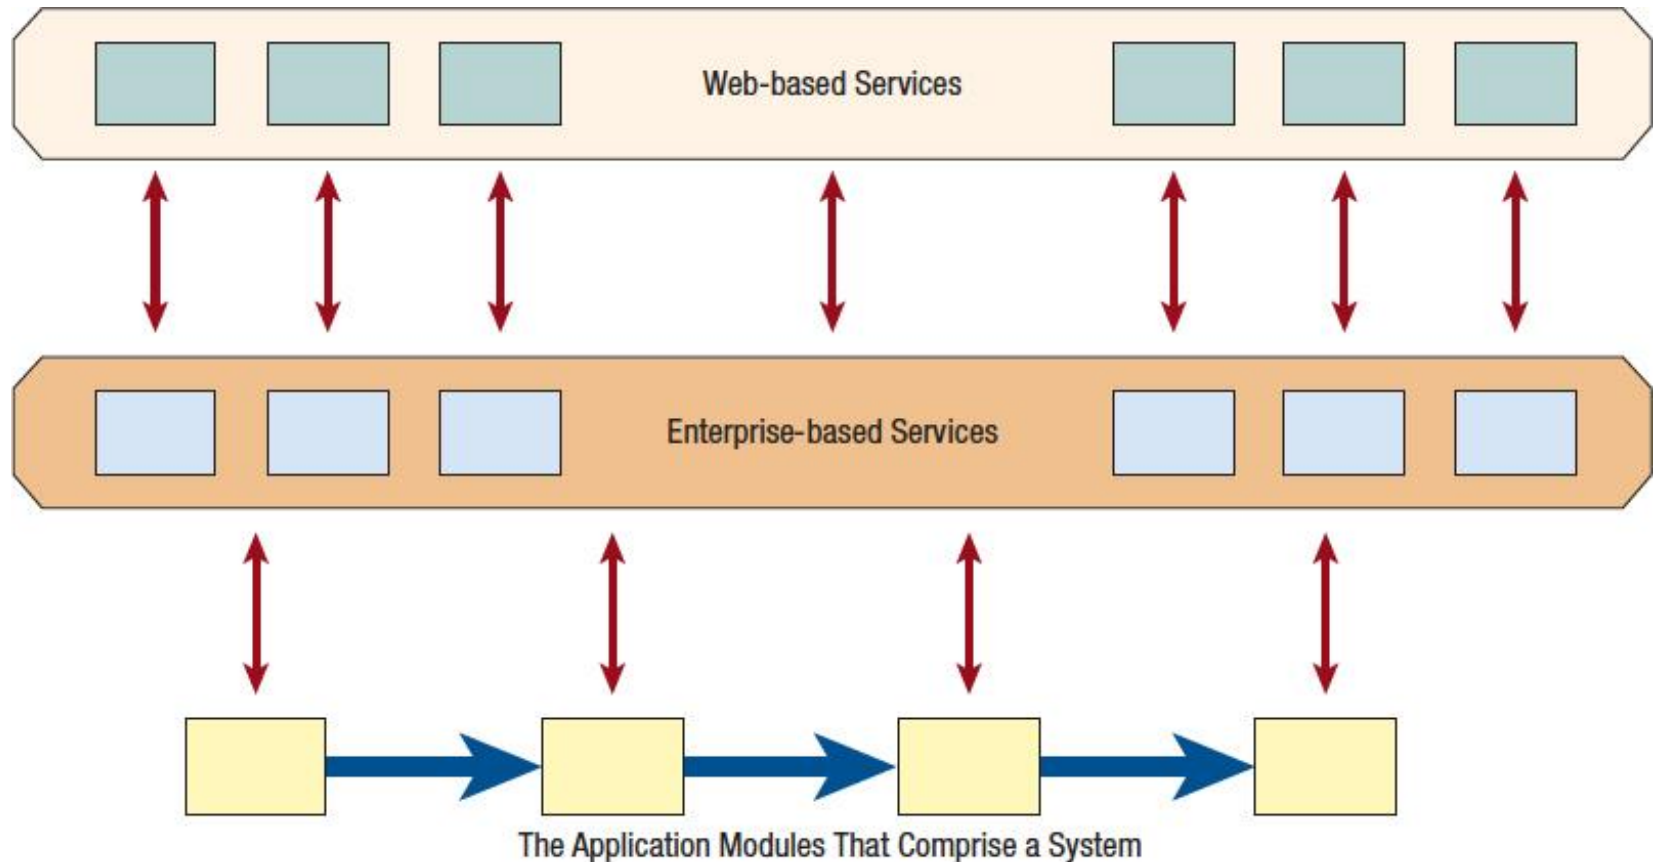 Web-based Services
Enterprise-based Services
The Application Modules That Comprise a System